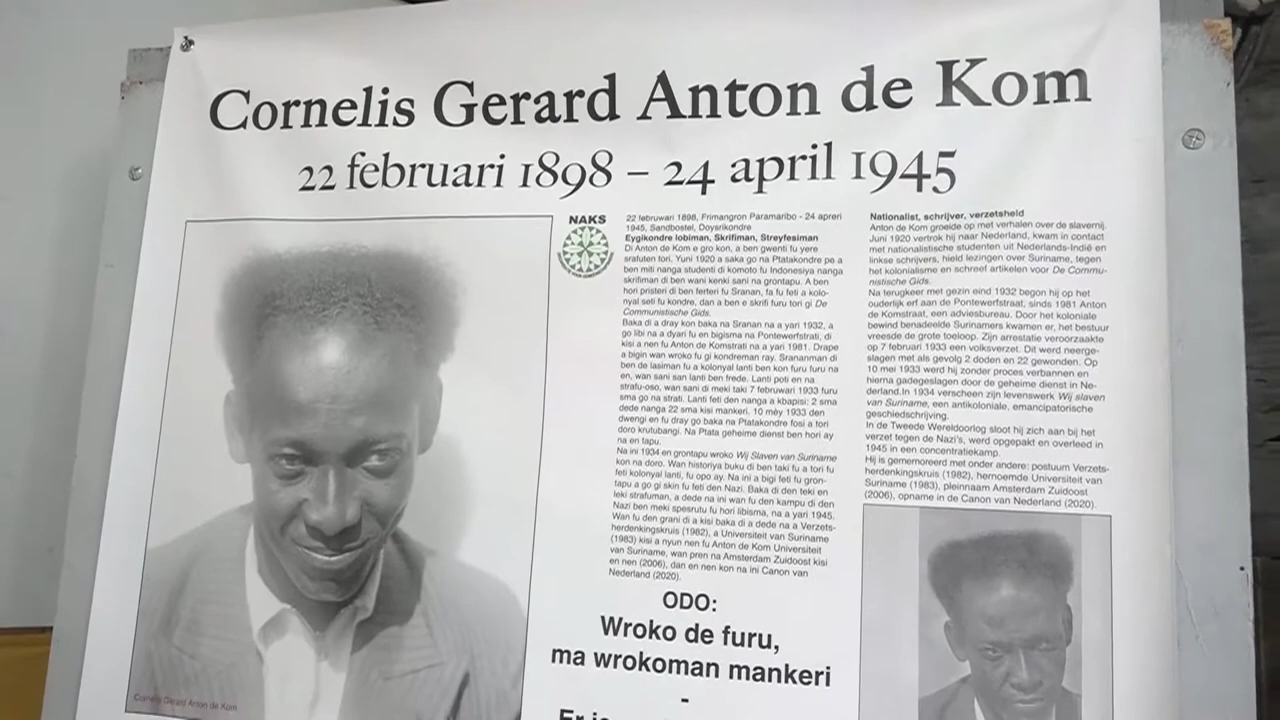 Cornelis Gerard Anton de Kom
22 februari 1898 – 24 april 1945
NAKS
22 februwari 1898, Frimangron Paramaribo - 24 apreri
1945, Sandbostel, Doysrikondre
Eygikondre lobiman, Skrifiman, Streyfesiman
Di Anton de Kom e gro kon, a ben gwenti fu yere
srafuten tori. Yuni 1920 a saka go na Ptatakondre pe a
ben miti nanga studenti di komoto fu Indonesiya nanga
skrifiman di ben wani kenki sani na grontapu. A ben
hori pristeri di ben ferteri fu Sranan, fa fu feti a kolo-
nyal seti fu kondre, dan a ben e skrifi furu tori gi De
Communistische Gids.
Baka di a dray kon baka na Sranan na a yari 1932, a
go libi na a dyari fu en bigisma na Pontewerfstrati, di
kisi a nen fu Anton de Komstrati na a yari 1981. Drape
a bigin wan wroko fu gi kondreman ray. Srananman di
ben de lasiman fu a kolonyal lanti ben kon furu furu na
en, wan sani san lanti ben frede. Lanti poti en na
strafu-oso, wan sani di meki taki 7 februwari 1933 furu
sma go na strati. Lanti feti den nanga a kbapisi: 2 sma
dede nanga 22 sma kisi mankeri. 10 mèy 1933 den
dwengi en fu dray go baka na Ptatakondre fosi a tori
doro krutubangi. Na Ptata geheime dienst ben hori ay
na en tapu.
Na ini 1934 en grontapu wroko Wij Slaven van Suriname
kon na doro. Wan historiya buku di ben taki fu a tori fu
feti kolonyal lanti, fu opo ay. Na ini a bigi feti fu gron-
tapu a go gi skin fu feti den Nazi. Baka di den teki en
leki strafuman, a dede na ini wan fu den kampu di den
Nazi ben meki spesrutu fu hori libisma, na a yari 1945.
Wan fu den grani di a kisi baka di a dede na a Verzets-
herdenkingskruis (1982), a Universiteit van Suriname
(1983) kisi a nyun nen fu Anton de Kom Universiteit
van Suriname, wan pren na Amsterdam Zuidoost kisi
en nen (2006), dan en nen kon na ini Canon van
Nederland (2020).
ODO:
Wroko de furu,
ma wrokoman mankeri
-
Nationalist, schrijver, verzetsheld
Anton de Kom groeide op met verhalen over de slavernij.
Juni 1920 vertrok hij naar Nederland, kwam in contact
met nationalistische studenten uit Nederlands-Indië en
linkse schrijvers, hield lezingen over Suriname, tegen
het kolonialisme en schreef artikelen voor De Commu-
nistische Gids.
Na terugkeer met gezin eind 1932 begon hij op het
ouderlijk erf aan de Pontewerfstraat, sinds 1981 Anton
de Komstraat, een adviesbureau. Door het koloniale
bewind benadeelde Surinamers kwamen er, het bestuur
vreesde de grote toeloop. Zijn arrestatie veroorzaakte
op 7 februari 1933 een volksverzet. Dit werd neerge-
slagen met als gevolg 2 doden en 22 gewonden. Op
10 mei 1933 werd hij zonder proces verbannen en
hierna gadegeslagen door de geheime dienst in Ne-
derland.In 1934 verscheen zijn levenswerk Wij slaven
van Suriname, een antikoloniale, emancipatorische
geschiedschrijving.
In de Tweede Wereldoorlog sloot hij zich aan bij het
verzet tegen de Nazi's, werd opgepakt en overleed in
1945 in een concentratiekamp.
Hij is gememoreerd met onder andere: postuum Verzets-
herdenkingskruis (1982), hernoemde Universiteit van
Suriname (1983), pleinnaam Amsterdam Zuidoost
(2006), opname in de Canon van Nederland (2020).
Cornelis Gerard Anton de Kom